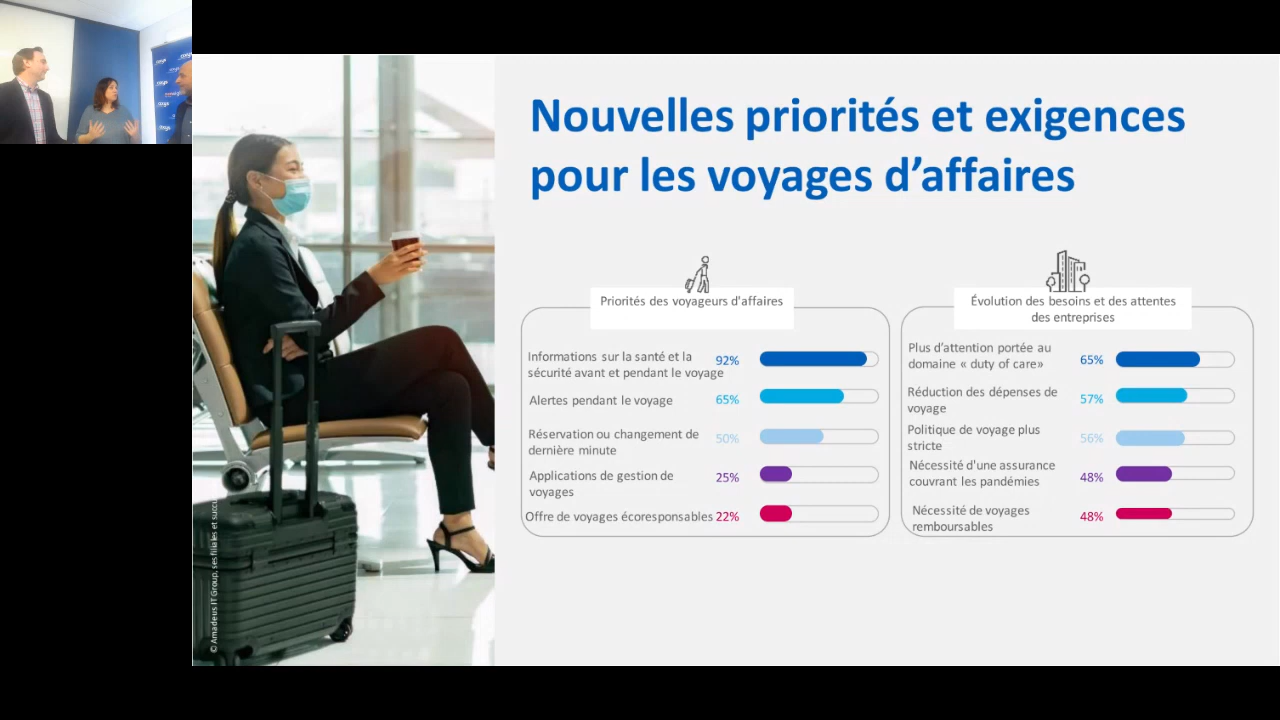 Nouvelles priorités et exigences
pour les voyages d'affaires
Priorités des voyageurs d'affaires
Informations sur la santé et la
sécurité avant et pendant le voyage
92%
Alertes pendant le voyage
65%
Réservation ou changement de
dernière minute
50%
Applications de gestion de
voyages
25%
Offre de voyages écoresponsables
22%
Évolution des besoins et des attentes
des entreprises
Plus d'attention portée au
domaine « duty of care»
65%
Réduction des dépenses de
voyage
57%
Politique de voyage plus
stricte
56%
Nécessité d'une assurance
couvrant les pandémies
48%
Nécessité de voyages
remboursables
48%
© Amadeus IT Group, ses filiales et